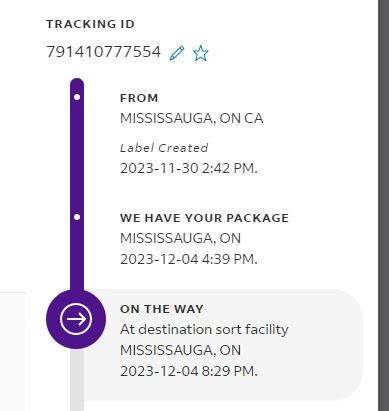 TRACKING ID
791410777554
FROM
MISSISSAUGA, ON CA
Label Created
2023-11-30 2:42 PM.
WE HAVE YOUR PACKAGE
MISSISSAUGA, ON
2023-12-04 4:39 PM.
ON THE WAY
At destination sort facility
MISSISSAUGA, ON
2023-12-04 8:29 PM.